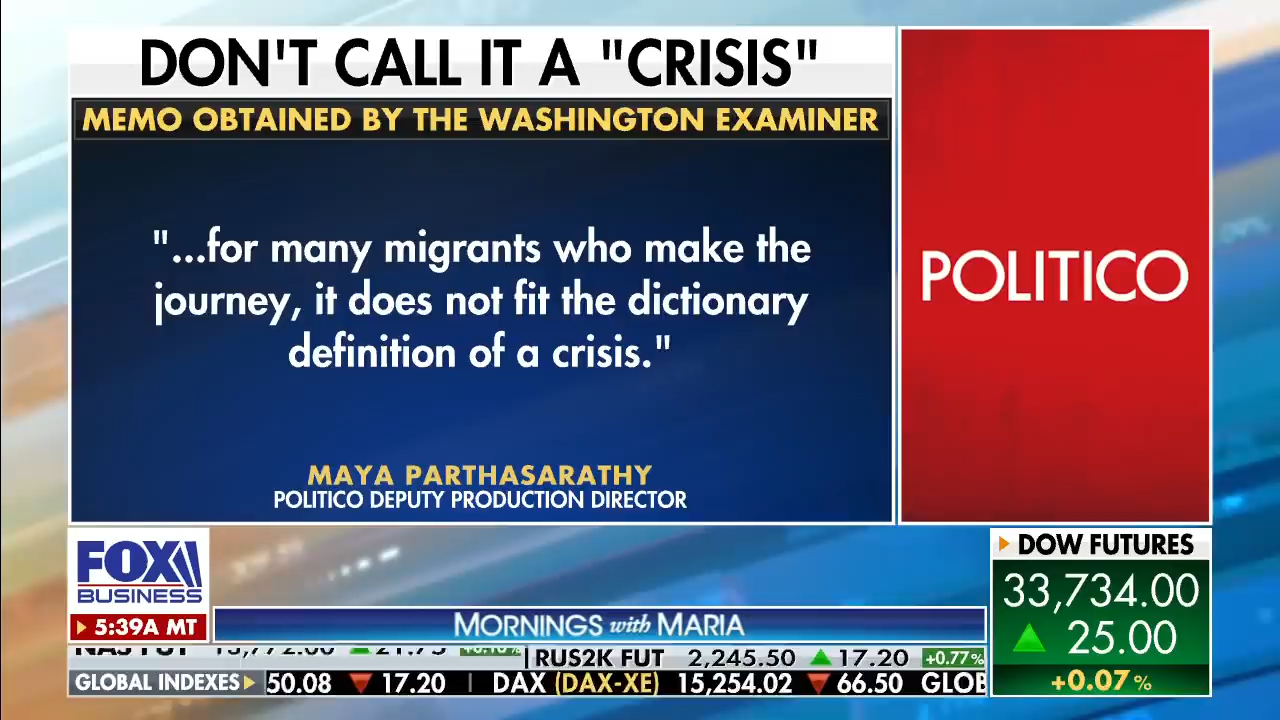 DON'T CALL IT A "CRISIS"
MEMO OBTAINED BY THE WASHINGTON EXAMINER
"...for many migrants who make the
journey, it does not fit the dictionary
definition of a crisis."
MAYA PARTHASARATHY
POLITICO DEPUTY PRODUCTION DIRECTOR
POLITICO
FOX
BUSINESS
5:39A MT
MORNINGS with MARIA
DOW FUTURES
33,734.00
25.00
+0.07%
RUS2K FUT 2,245.50 17.20 +0.77%
GLOBAL INDEXES 50.08 17.20 DAX (DAX-XE) 15,254.02 66.50 GLOB